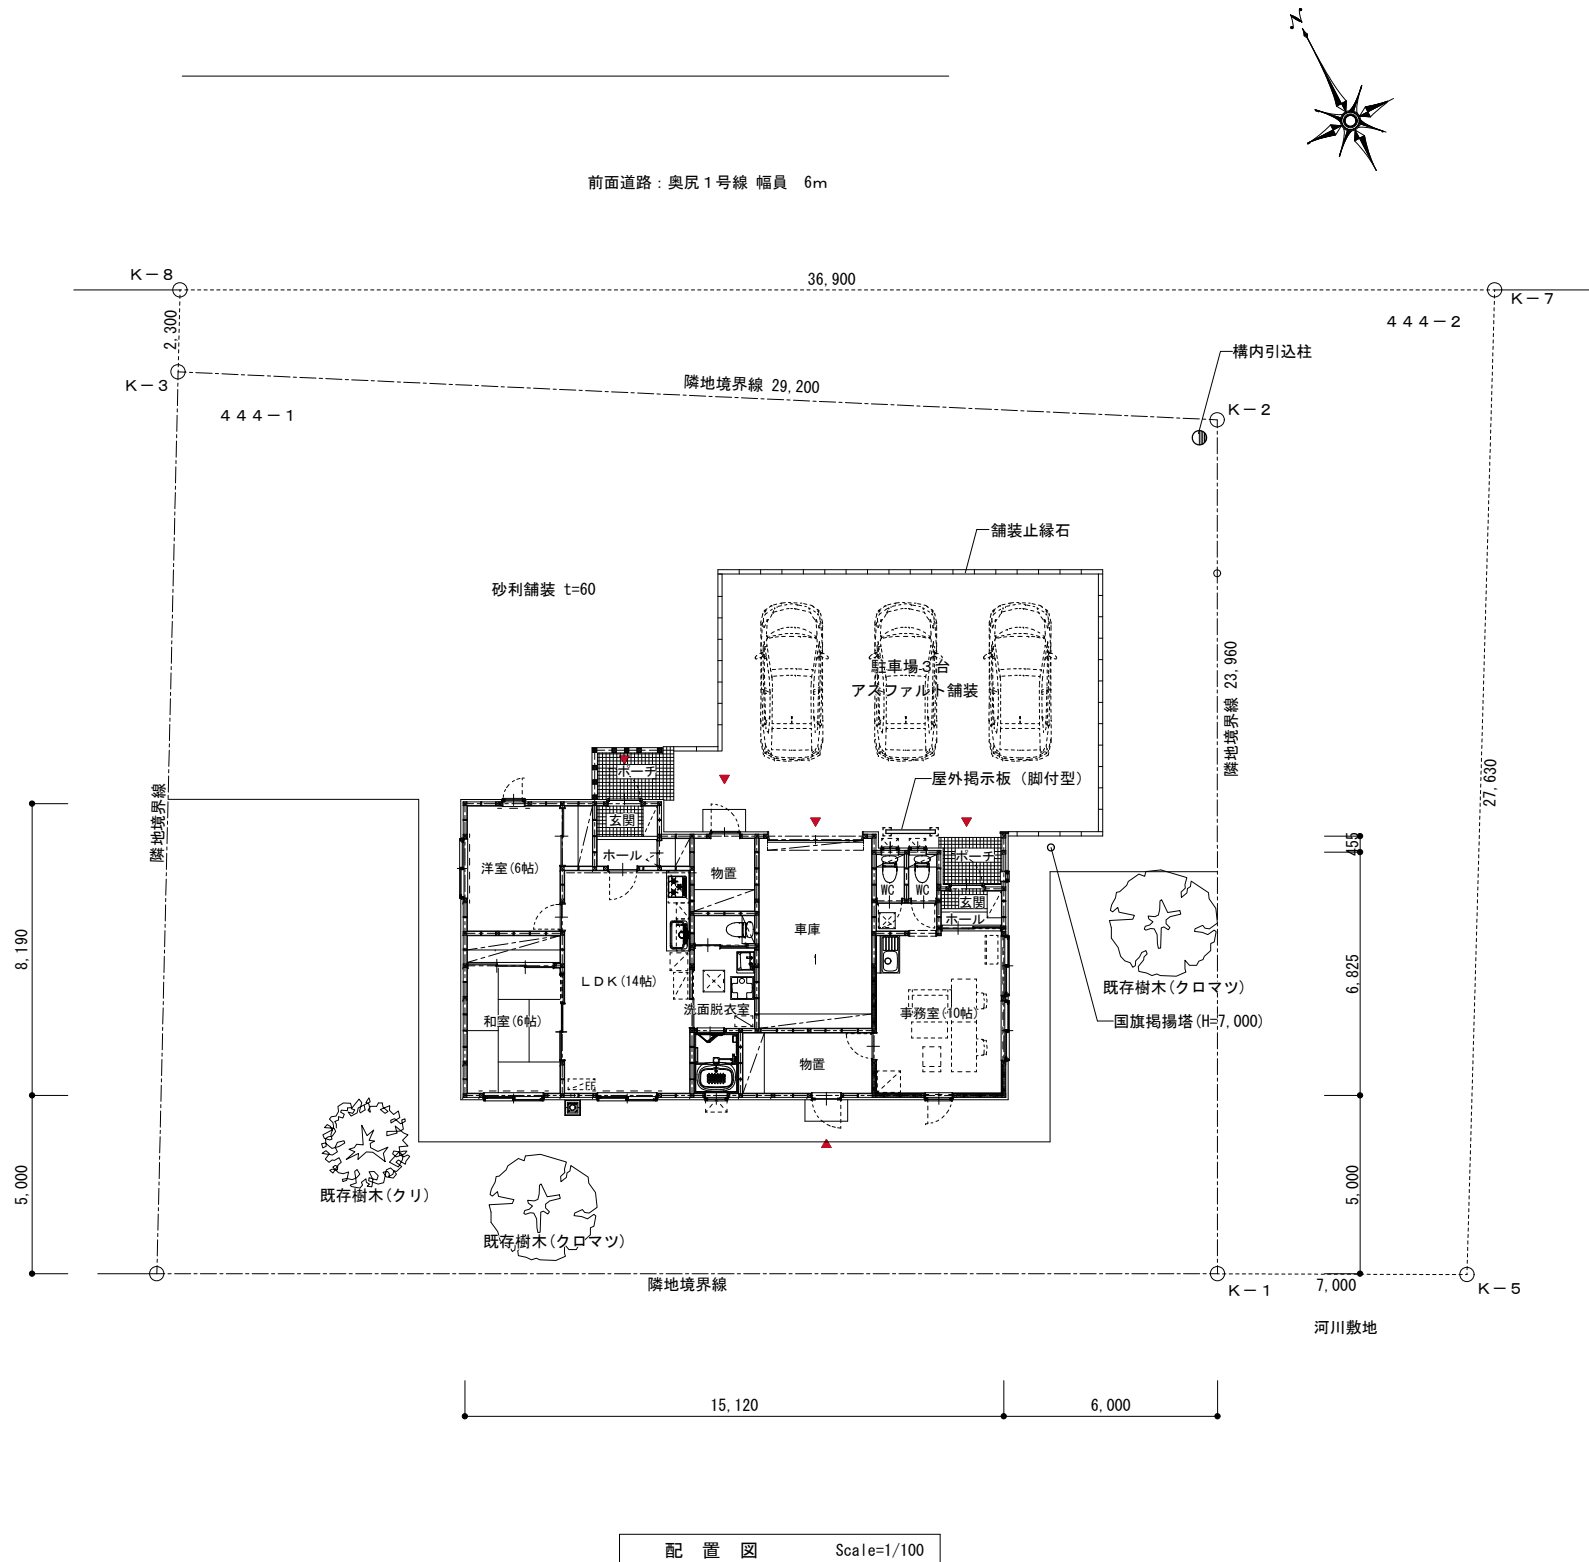 N
前面道路：奥尻１号線 幅員 6ｍ
Ｋ－８
36,900
Ｋ－７
2,300
４４４－２
構内引込柱
Ｋ－３
隣地境界線 29,200
Ｋ－２
４４４－１
舗装止縁石
砂利舗装 t=60
駐車場３台
アスファルト舗装
隣地境界線 23,960
屋外掲示板（脚付型）
27,630
隣地境界線
ポーチ
玄関
ホール
洋室(6帖)
物置
WC
WC
ポーチ
玄関
ホール
455
車庫
1
8,190
ＬＤＫ(14帖)
洗面脱衣室
和室(6帖)
事務室(10帖)
6,825
既存樹木(クロマツ)
国旗掲揚塔(H=7,000)
物置
FF
5,000
既存樹木(クリ)
既存樹木(クロマツ)
5,000
隣地境界線
Ｋ－１
7,000
Ｋ－５
河川敷地
15,120
6,000
配 置 図 Scale=1/100